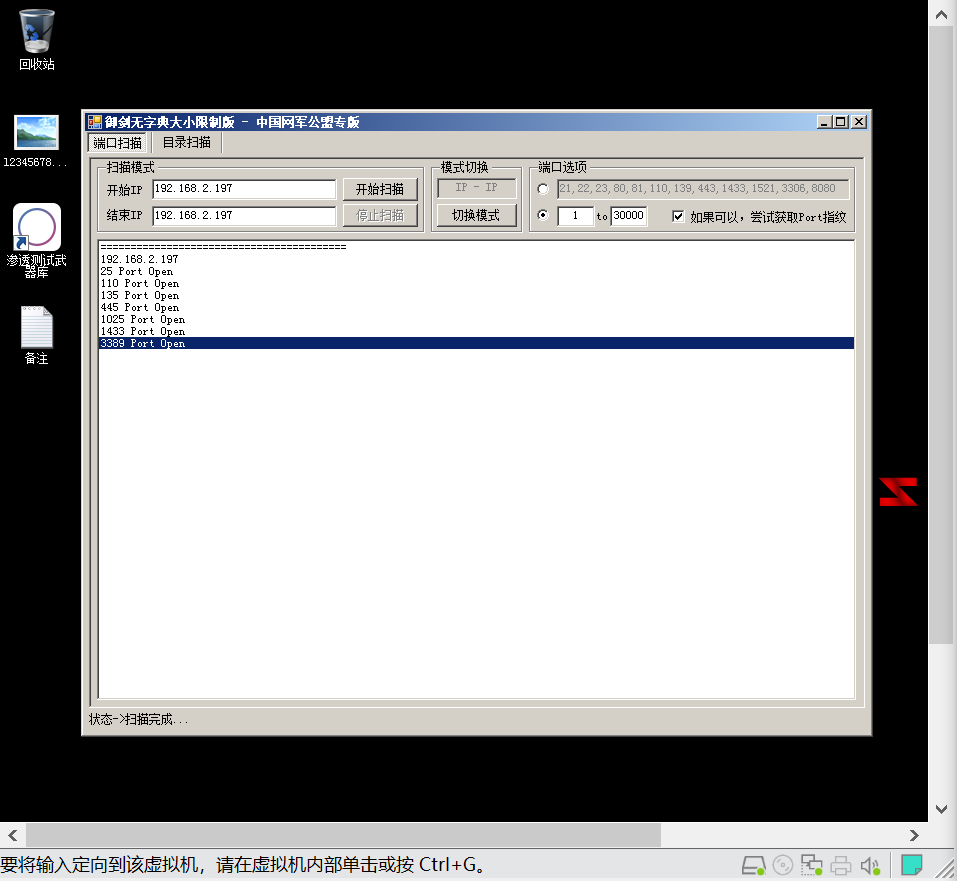 回收站
12345678...
渗透测试武
器库
备注
御剑无字典大小限制版 - 中国网军公盟专版
端口扫描 目录扫描
扫描模式 模式切换 端口选项
开始IP 192.168.2.197 开始扫描 IP - IP 21,22,23,80,81,110,139,443,1433,1521,3306,8080
结束IP 192.168.2.197 停止扫描 切换模式 1 to 30000 如果可以，尝试获取Port指纹
=========================================
192.168.2.197
25 Port Open
110 Port Open
135 Port Open
445 Port Open
1025 Port Open
1433 Port Open
3389 Port Open
状态->扫描完成...
要将输入定向到该虚拟机，请在虚拟机内部单击或按 Ctrl+G。